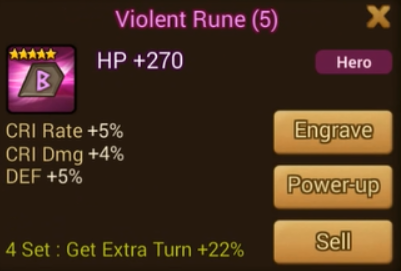 Violent Rune (5)
HP +270
Hero
CRI Rate +5%
CRI Dmg +4%
DEF +5%
Engrave
Power-up
Sell
4 Set : Get Extra Turn +22%